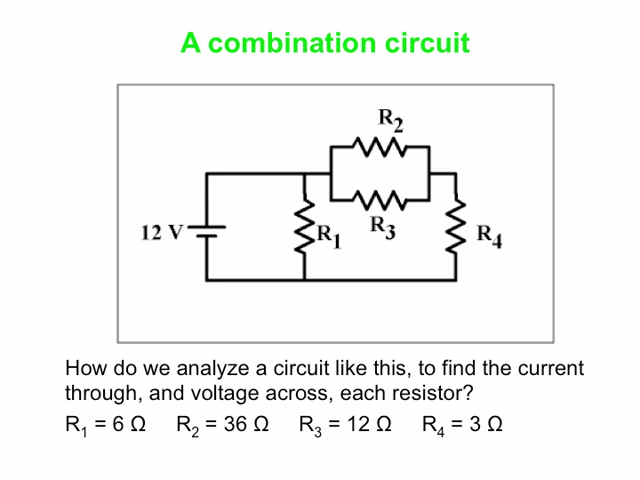 A combination circuit
R₂
12 V
R₁
R₃
R₄
How do we analyze a circuit like this, to find the current
through, and voltage across, each resistor?
R₁ = 6 Ω R₂ = 36 Ω R₃ = 12 Ω R₄ = 3 Ω